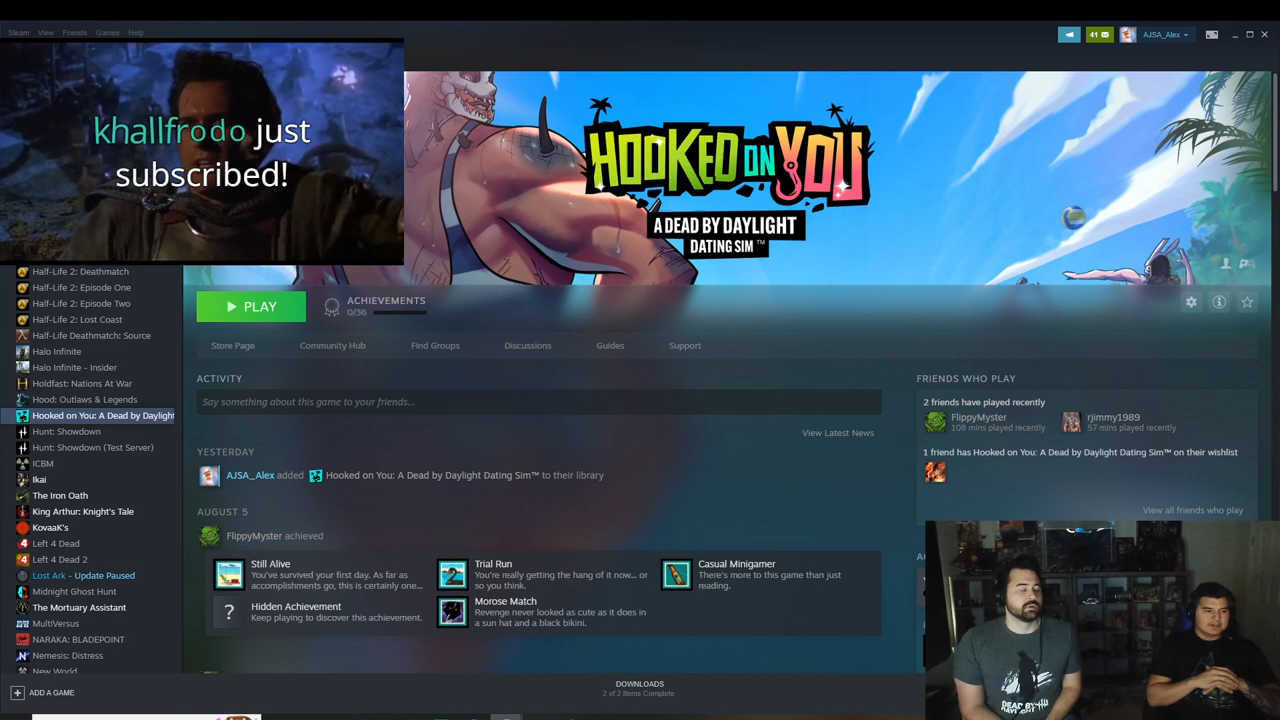 Steam View Friends Games Help
41 AJSA_Alex
khallfrodo just
subscribed!
HOOKED ON YOU
A DEAD BY DAYLIGHT
DATING SIM ™
Half-Life 2: Deathmatch
Half-Life 2: Episode One
Half-Life 2: Episode Two
Half-Life 2: Lost Coast
Half-Life Deathmatch: Source
Halo Infinite
Halo Infinite - Insider
Holdfast: Nations At War
Hood: Outlaws & Legends
Hooked on You: A Dead by Daylight
Hunt: Showdown
Hunt: Showdown (Test Server)
ICBM
Ikai
The Iron Oath
King Arthur: Knight's Tale
KovaaK's
Left 4 Dead
Left 4 Dead 2
Lost Ark - Update Paused
Midnight Ghost Hunt
The Mortuary Assistant
MultiVersus
NARAKA: BLADEPOINT
Nemesis: Distress
New World
ADD A GAME
PLAY
ACHIEVEMENTS
0/36
Store Page Community Hub Find Groups Discussions Guides Support
ACTIVITY
Say something about this game to your friends...
View Latest News
YESTERDAY
AJSA_Alex added Hooked on You: A Dead by Daylight Dating Sim™ to their library
AUGUST 5
FlippyMyster achieved
Still Alive
You've survived your first day. As far as
accomplishments go, this is certainly one...
Trial Run
You're really getting the hang of it now... or
so you think.
Casual Minigamer
There's more to this game than just
reading.
?
Hidden Achievement
Keep playing to discover this achievement.
Morose Match
Revenge never looked as cute as it does in
a sun hat and a black bikini.
FRIENDS WHO PLAY
2 friends have played recently
FlippyMyster
108 mins played recently
rjimmy1989
57 mins played recently
1 friend has Hooked on You: A Dead by Daylight Dating Sim™ on their wishlist
View all friends who play
DOWNLOADS
2 of 2 Items Complete
DEAD BY
DAYLIGHT